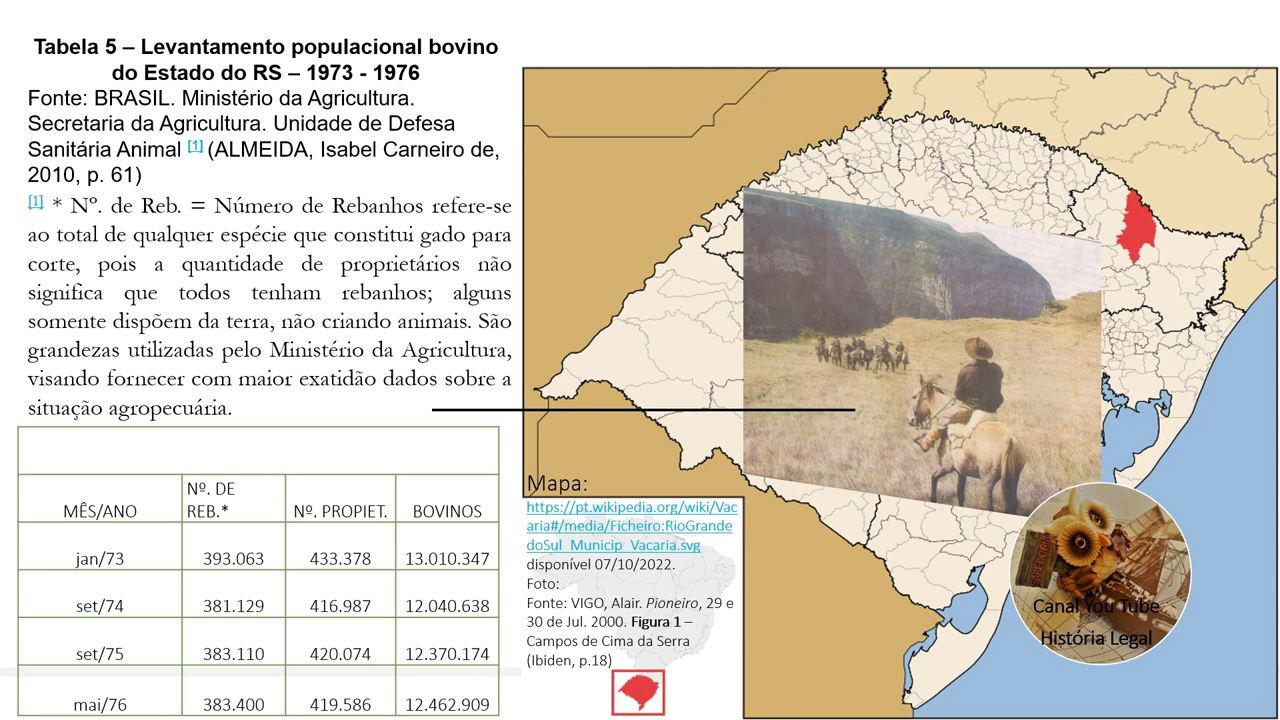 Tabela 5 – Levantamento populacional bovino
do Estado do RS – 1973 - 1976
Fonte: BRASIL. Ministério da Agricultura.
Secretaria da Agricultura. Unidade de Defesa
Sanitária Animal [1] (ALMEIDA, Isabel Carneiro de,
2010, p. 61)
[1] * Nº. de Reb. = Número de Rebanhos refere-se
ao total de qualquer espécie que constitui gado para
corte, pois a quantidade de proprietários não
significa que todos tenham rebanhos; alguns
somente dispõem da terra, não criando animais. São
grandezas utilizadas pelo Ministério da Agricultura,
visando fornecer com maior exatidão dados sobre a
situação agropecuária.
MÊS/ANO Nº. DE REB.* Nº. PROPIET. BOVINOS
jan/73 393.063 433.378 13.010.347
set/74 381.129 416.987 12.040.638
set/75 383.110 420.074 12.370.174
mai/76 383.400 419.586 12.462.909
Mapa:
https://pt.wikipedia.org/wiki/Vac
aria#/media/Ficheiro:RioGrande
doSul_Municip_Vacaria.svg
disponível 07/10/2022.
Foto:
Fonte: VIGO, Alair. Pioneiro, 29 e
30 de Jul. 2000. Figura 1 –
Campos de Cima da Serra
(Ibiden, p.18)
Canal You Tube
História Legal